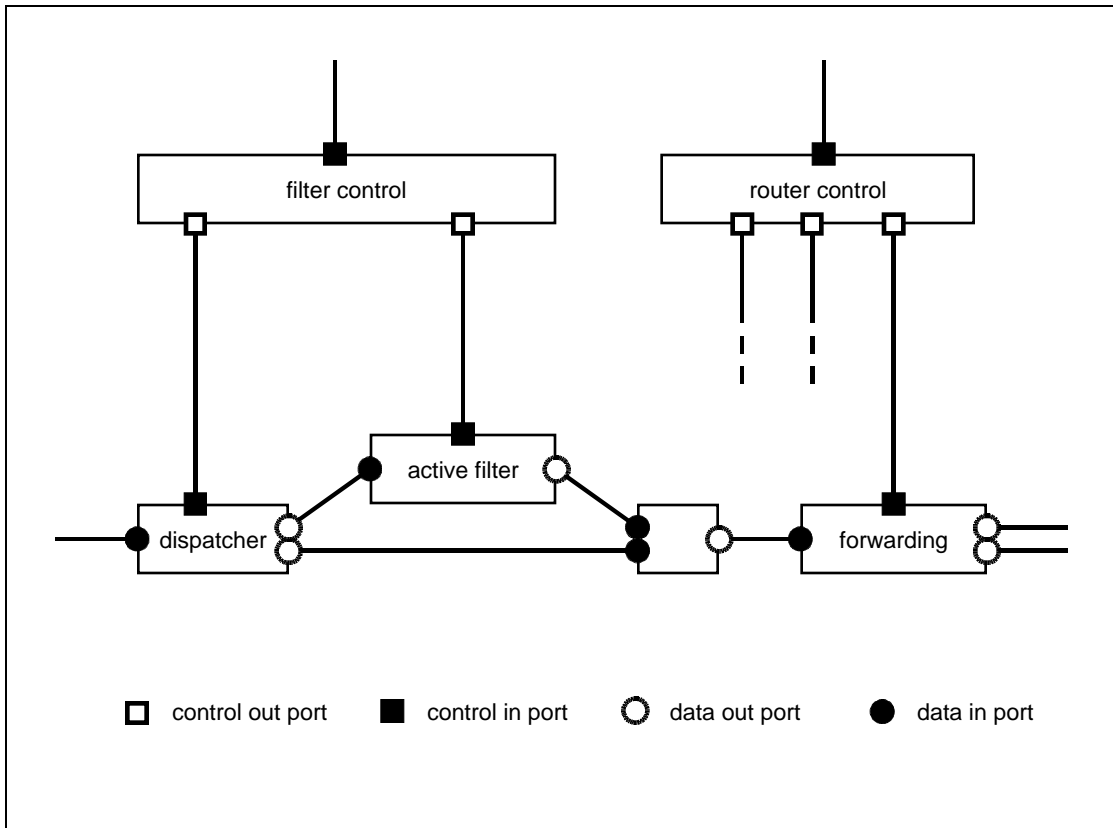 filter control
router control
active filter
dispatcher
forwarding
control out port
control in port
data out port
data in port